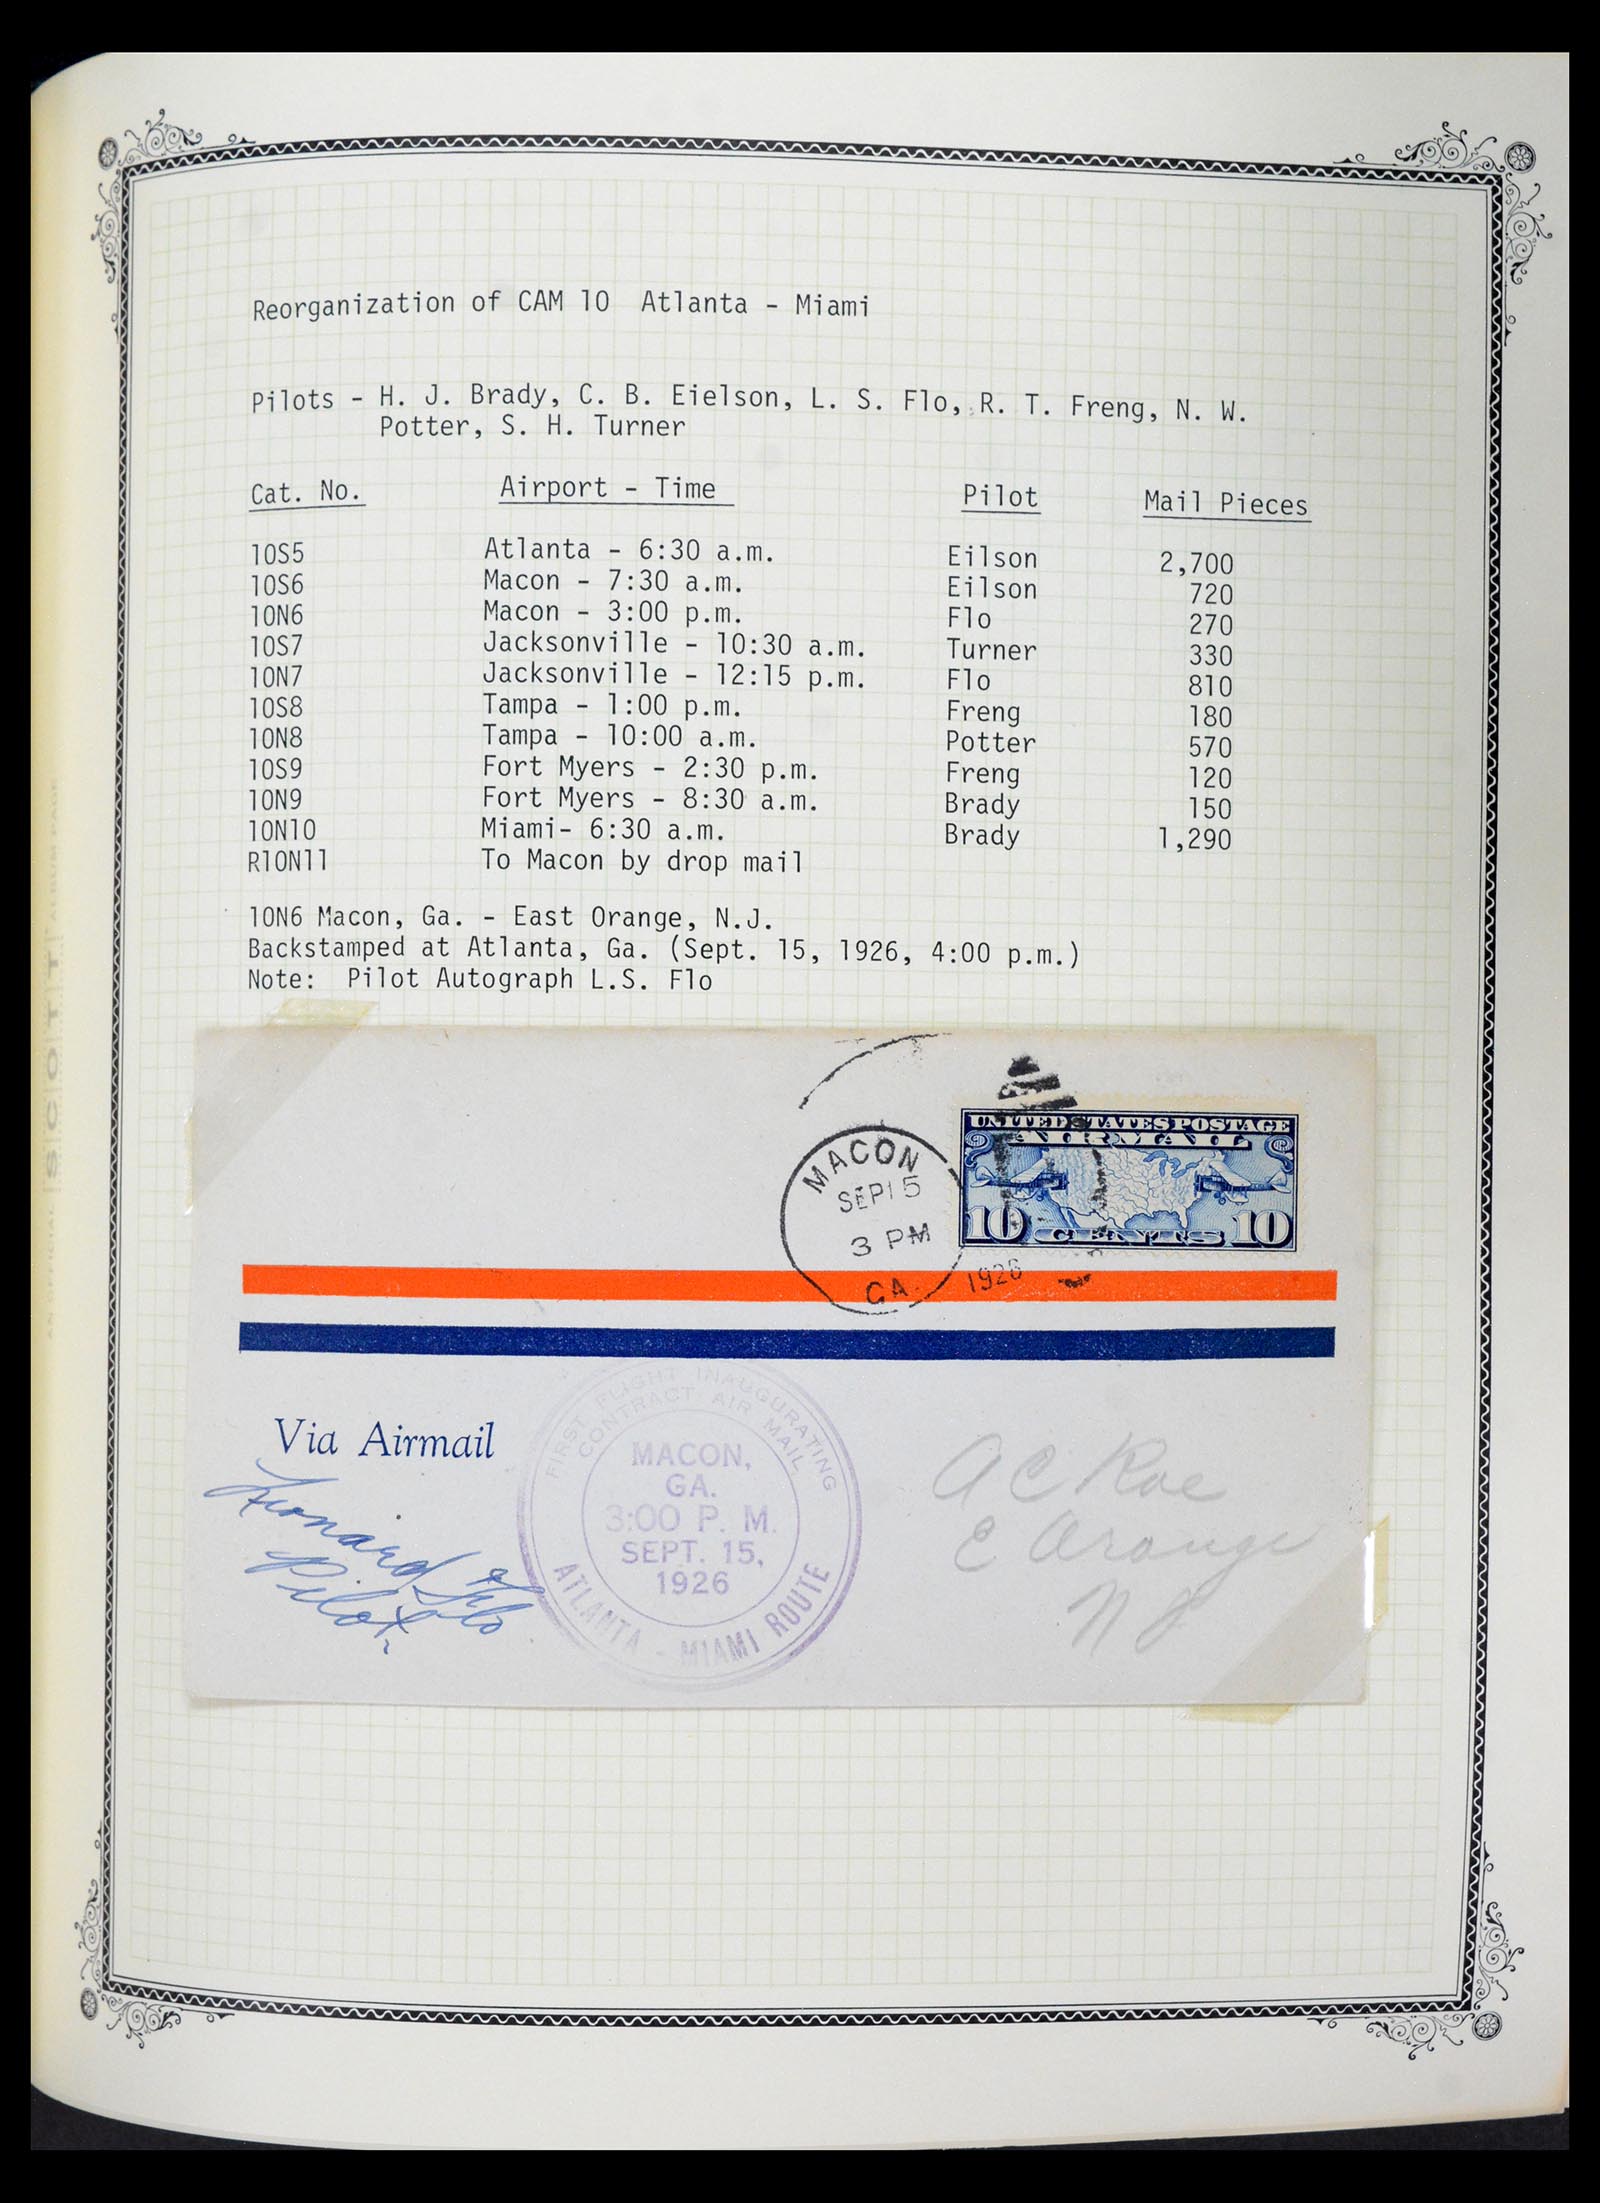 Reorganization of CAM 10 Atlanta - Miami
Pilots - H. J. Brady, C. B. Eielson, L. S. Flo, R. T. Freng, N. W.
Potter, S. H. Turner
Cat. No. Airport - Time Pilot Mail Pieces
10S5 Atlanta - 6:30 a.m. Eilson 2,700
10S6 Macon - 7:30 a.m. Eilson 720
10N6 Macon - 3:00 p.m. Flo 270
10S7 Jacksonville - 10:30 a.m. Turner 330
10N7 Jacksonville - 12:15 p.m. Flo 810
10S8 Tampa - 1:00 p.m. Freng 180
10N8 Tampa - 10:00 a.m. Potter 570
10S9 Fort Myers - 2:30 p.m. Freng 120
10N9 Fort Myers - 8:30 a.m. Brady 150
10N10 Miami- 6:30 a.m. Brady 1,290
R10N11 To Macon by drop mail
10N6 Macon, Ga. - East Orange, N.J.
Backstamped at Atlanta, Ga. (Sept. 15, 1926, 4:00 p.m.)
Note: Pilot Autograph L.S. Flo
AN OFFICIAL SCOTT ALBUM PAGE
MACON
SEP 15
3 PM
GA.
1926
UNITED STATES POSTAGE
AIR MAIL
10 CENTS 10
Via Airmail
Leonard S Flo
Pilot
FIRST FLIGHT INAUGURATING
CONTRACT AIR MAIL
MACON,
GA.
3:00 P. M.
SEPT. 15,
1926
ATLANTA - MIAMI ROUTE
A C Roe
E Orange
N J